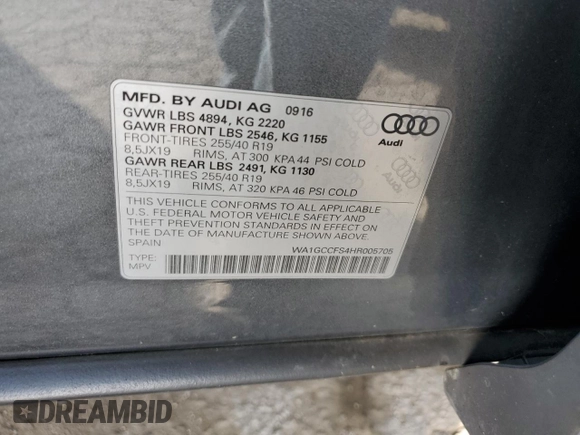 MFD. BY AUDI AG 0916
GVWR LBS 4894, KG 2220
GAWR FRONT LBS 2546, KG 1155
FRONT-TIRES 255/40 R19
8,5JX19 RIMS, AT 300 KPA 44 PSI COLD
GAWR REAR LBS 2491, KG 1130
REAR-TIRES 255/40 R19
8,5JX19 RIMS, AT 320 KPA 46 PSI COLD
THIS VEHICLE CONFORMS TO ALL APPLICABLE
U.S. FEDERAL MOTOR VEHICLE SAFETY AND
THEFT PREVENTION STANDARDS IN EFFECT ON
THE DATE OF MANUFACTURE SHOWN ABOVE.
SPAIN WA1GCCFS4HR005705
TYPE:
MPV
Audi
DREAMBID